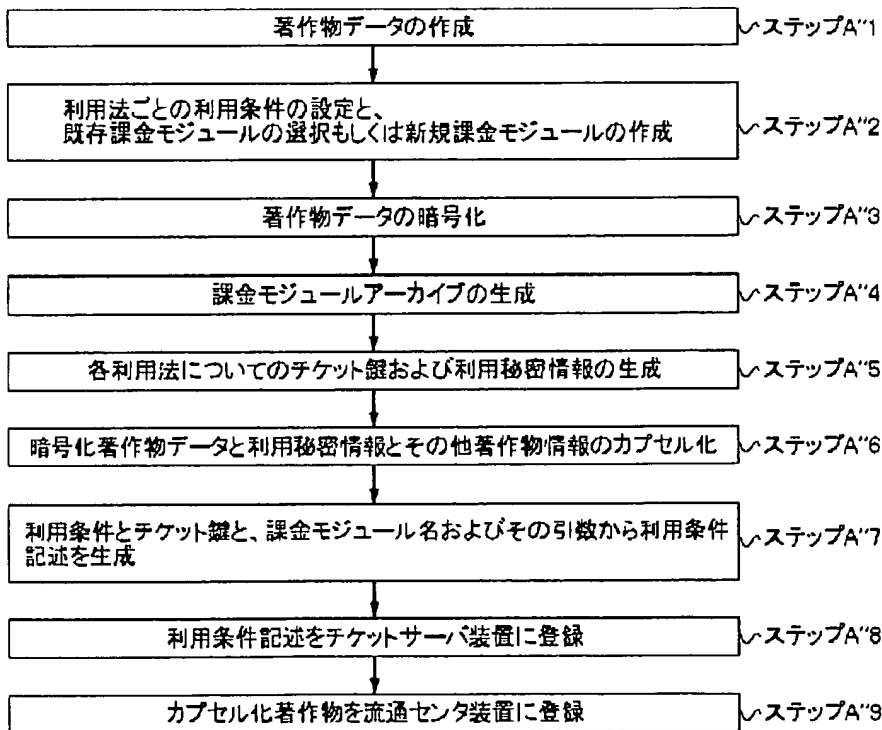 著作物データの作成
ステップA"1
利用法ごとの利用条件の設定と、
既存課金モジュールの選択もしくは新規課金モジュールの作成
ステップA"2
著作物データの暗号化
ステップA"3
課金モジュールアーカイブの生成
ステップA"4
各利用法についてのチケット鍵および利用秘密情報の生成
ステップA"5
暗号化著作物データと利用秘密情報とその他著作物情報のカプセル化
ステップA"6
利用条件とチケット鍵と、課金モジュール名およびその引数から利用条件
記述を生成
ステップA"7
利用条件記述をチケットサーバ装置に登録
ステップA"8
カプセル化著作物を流通センタ装置に登録
ステップA"9